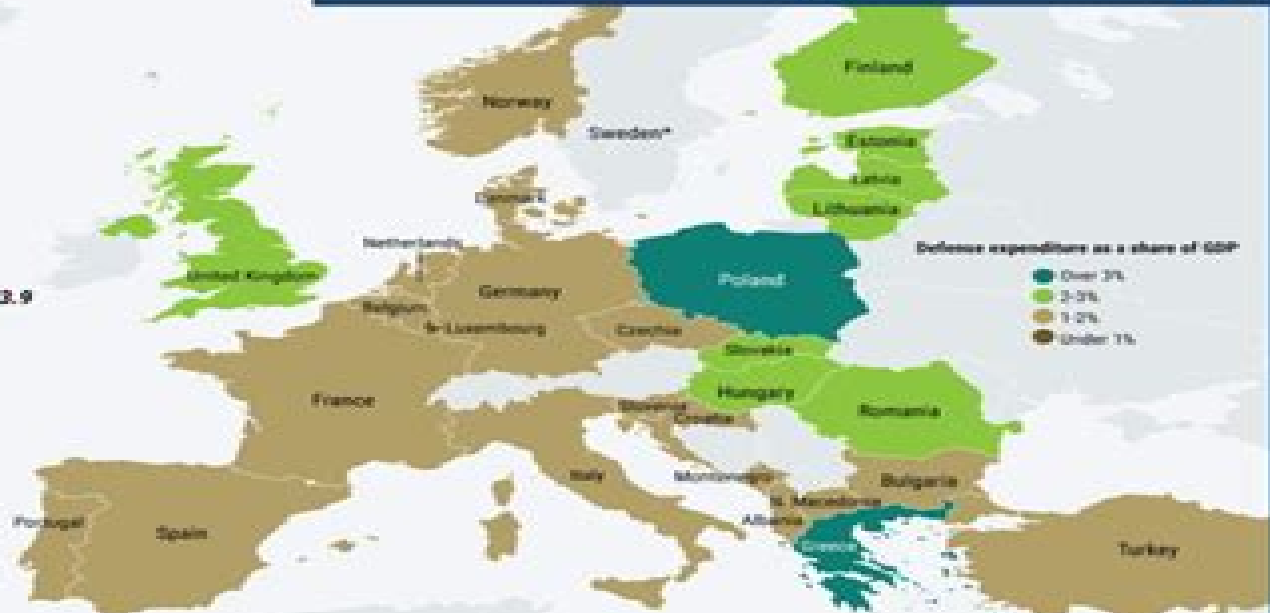 Finland
Norway
Sweden*
Estonia
Latvia
Denmark
Lithuania
Netherlands
Defence expenditure as a share of GDP
United Kingdom
Poland
Over 3%
Germany
3.9
2-3%
Belgium
1-2%
& Luxembourg
Czechia
Under 1%
Slovakia
Hungary
France
Slovenia
Romania
Croatia
Italy
Montenegro
Bulgaria
N. Macedonia
Portugal
Albania
Spain
Greece
Turkey